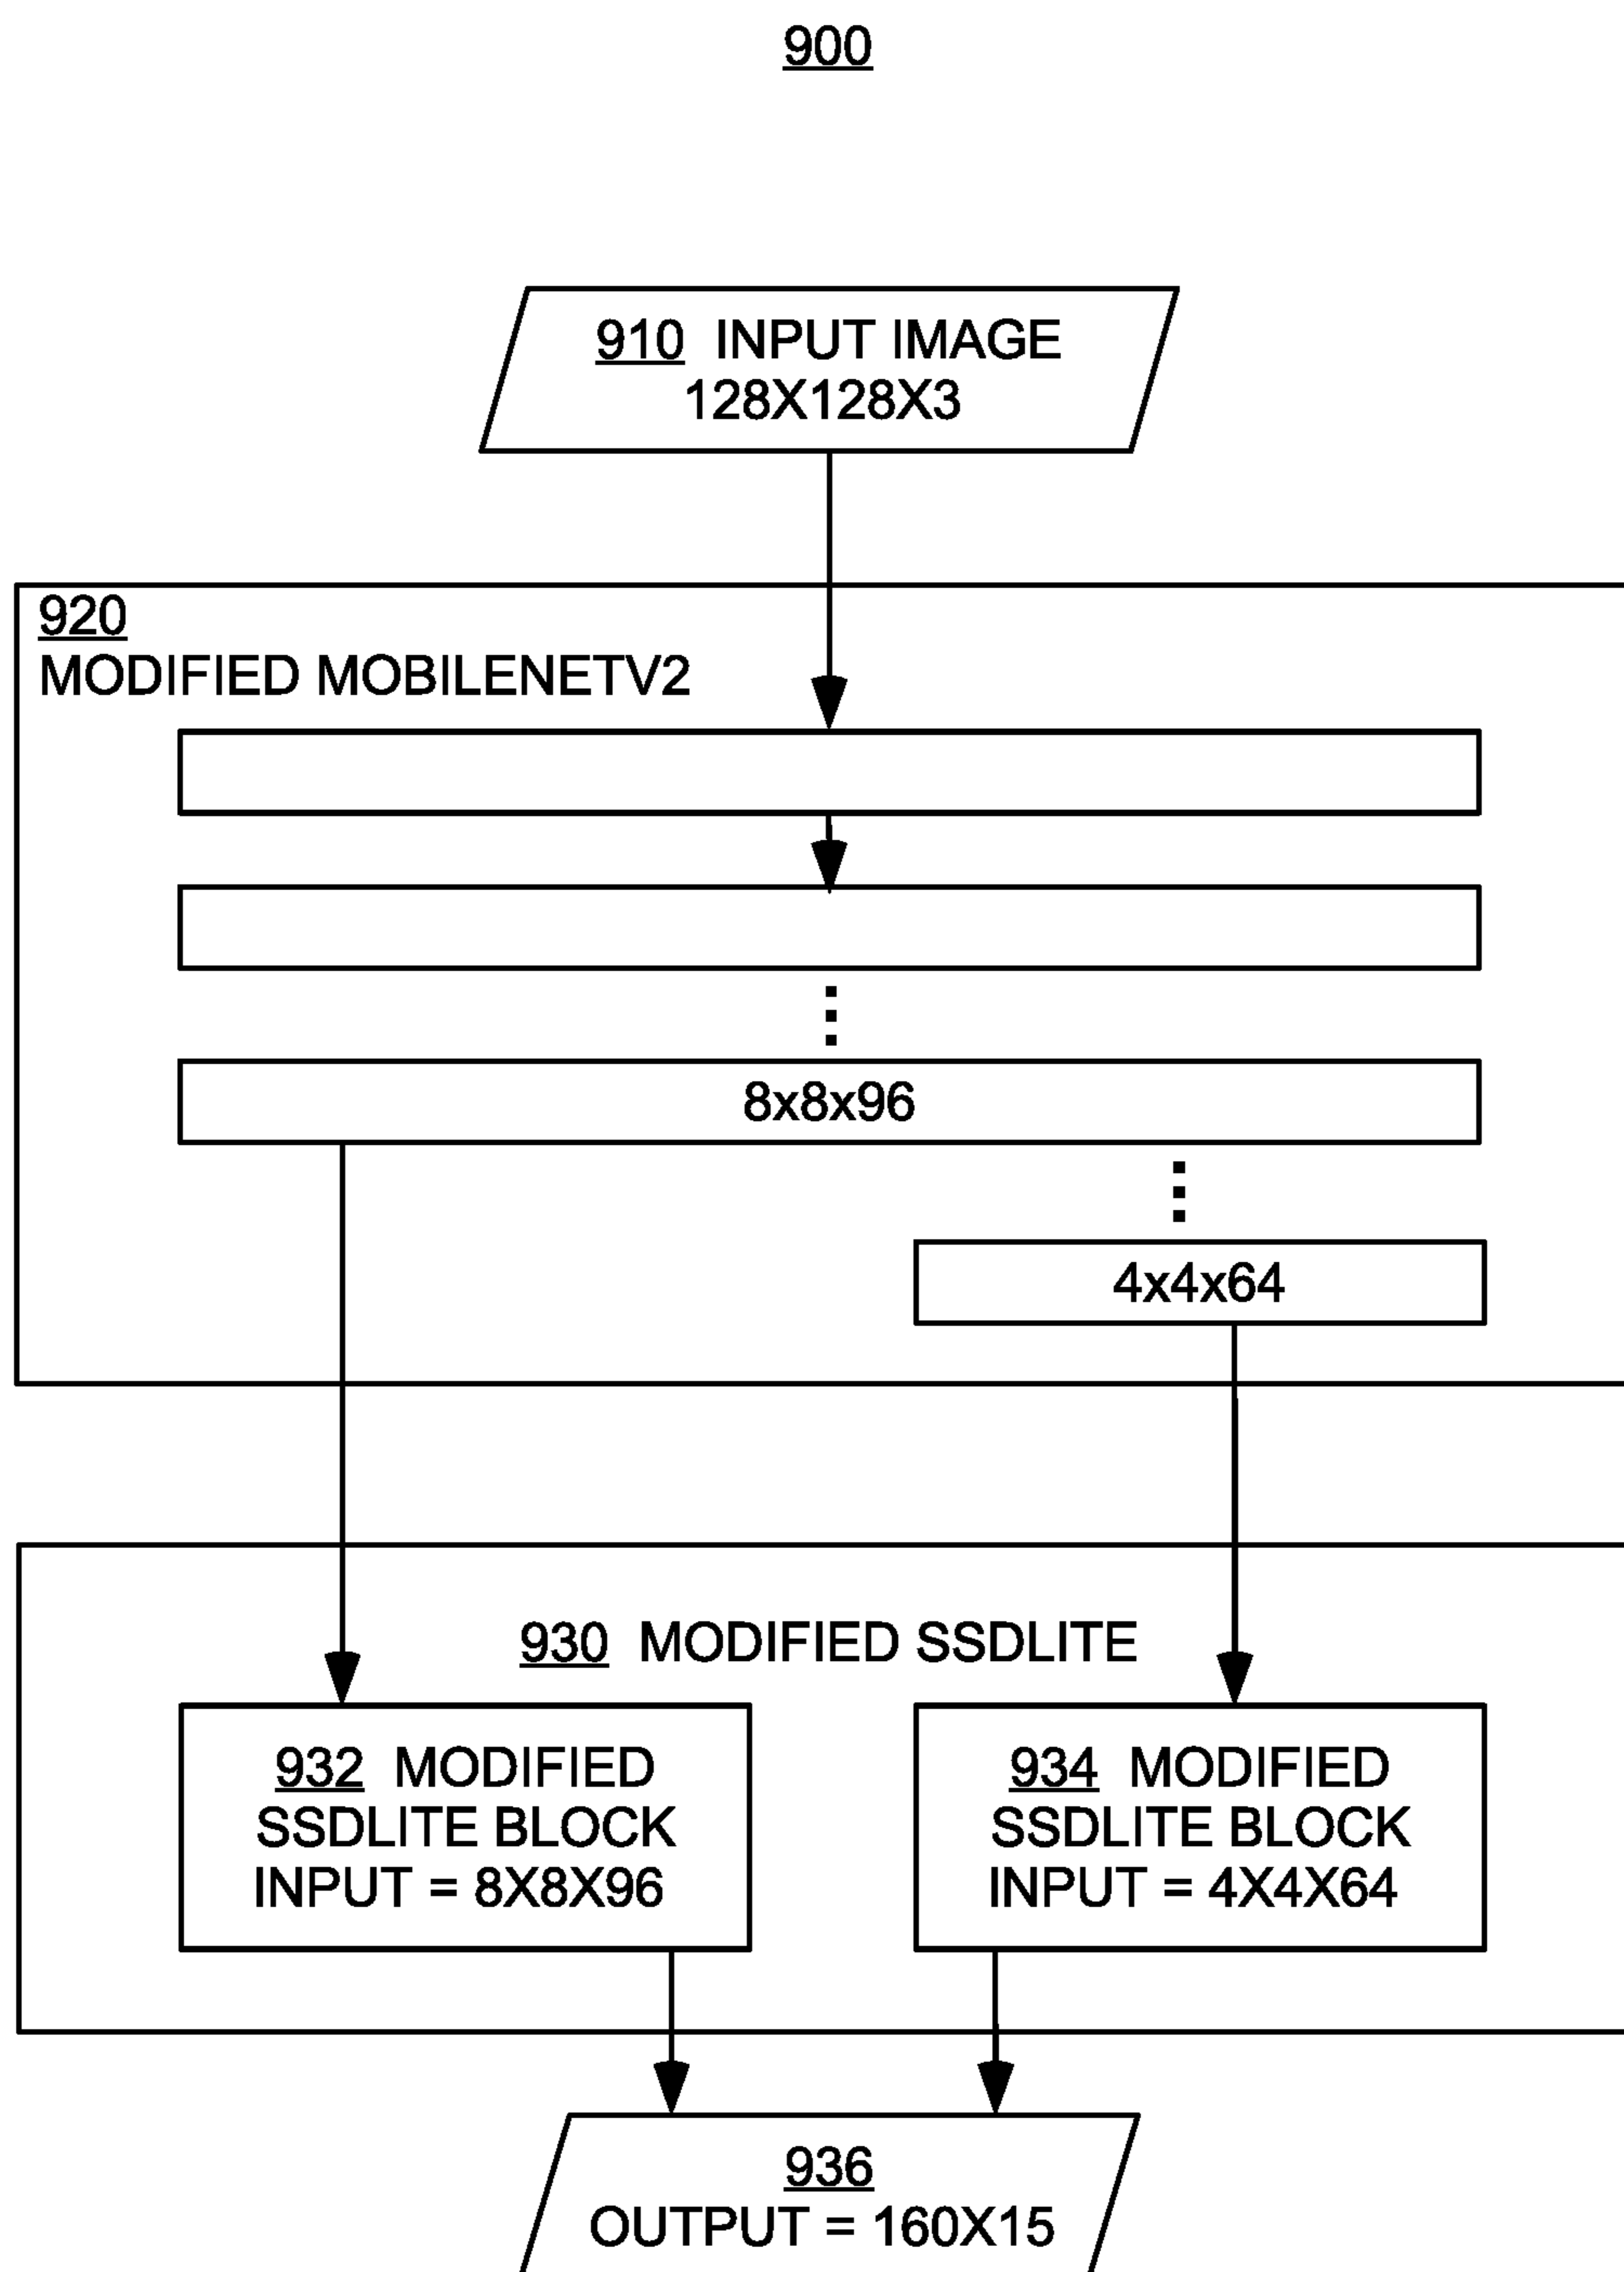 900
910 INPUT IMAGE
128X128X3
920
MODIFIED MOBILENETV2
8x8x96
4x4x64
930 MODIFIED SSDLITE
932 MODIFIED
SSDLITE BLOCK
INPUT = 8X8X96
934 MODIFIED
SSDLITE BLOCK
INPUT = 4X4X64
936
OUTPUT = 160X15